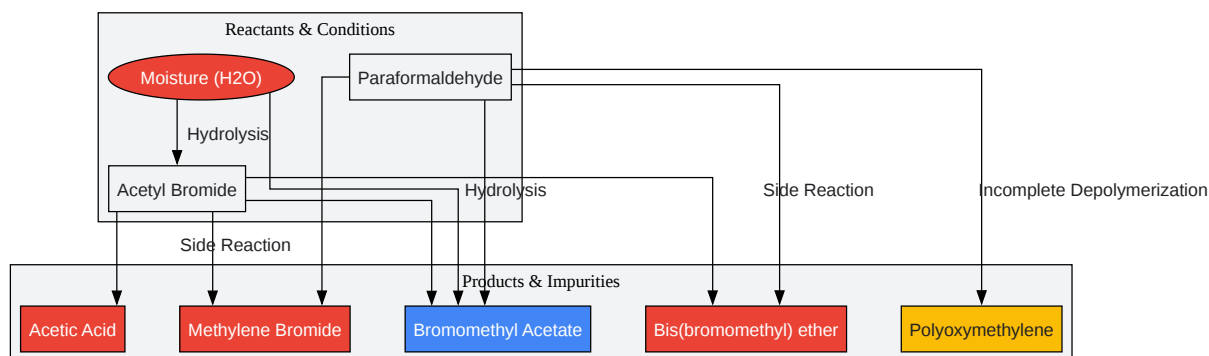 Reactants & Conditions
Moisture (H2O)
Paraformaldehyde
Hydrolysis
Acetyl Bromide
Hydrolysis
Side Reaction
Incomplete Depolymerization
Side Reaction
Products & Impurities
Acetic Acid
Methylene Bromide
Bromomethyl Acetate
Bis(bromomethyl) ether
Polyoxymethylene